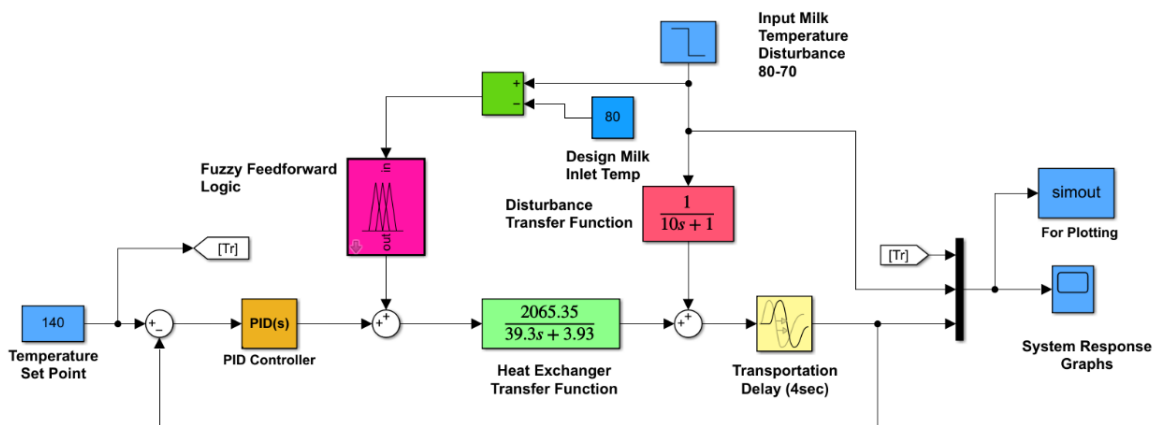 Input Milk
Temperature
Disturbance
80-70
+
−
80
Design Milk
Inlet Temp
Fuzzy Feedforward
Logic
in
out
Disturbance
Transfer Function
1
10s + 1
simout
For Plotting
[Tr]
[Tr]
140
Temperature
Set Point
+
−
PID(s)
PID Controller
+
+
2065.35
39.3s + 3.93
Heat Exchanger
Transfer Function
+
+
Transportation
Delay (4sec)
System Response
Graphs